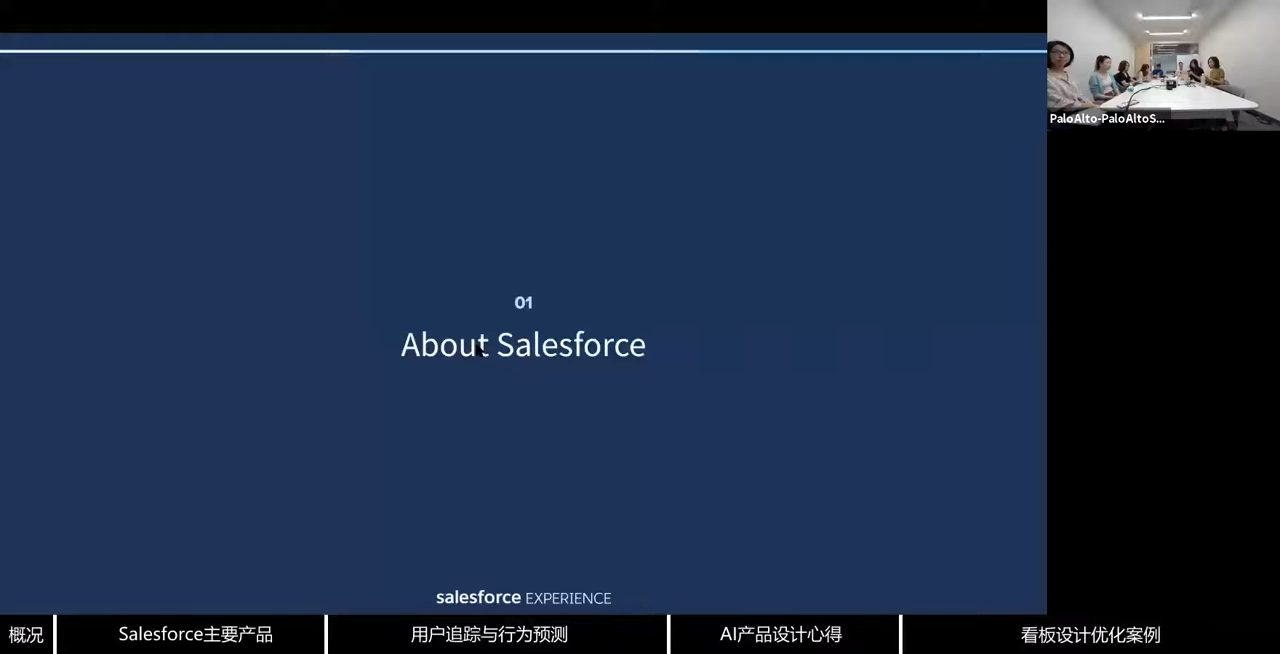 PaloAlto-PaloAltoS...
01
About Salesforce
salesforce EXPERIENCE
概况
Salesforce主要产品
用户追踪与行为预测
AI产品设计心得
看板设计优化案例